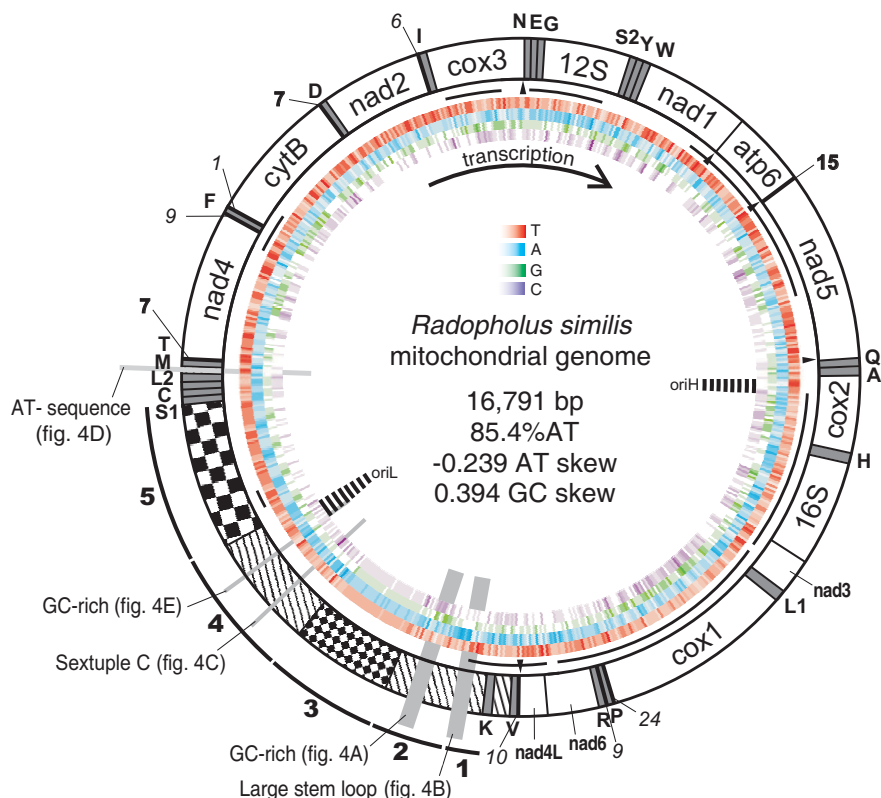 N E G
12S
S2 Y W
nad1
atp6
15
nad5
Q
A
cox2
H
16S
nad3
L1
cox1
24
P
9
R
nad6
nad4L
10
V
K
1
Large stem loop (fig. 4B)
2
GC-rich (fig. 4A)
3
Sextuple C (fig. 4C)
4
GC-rich (fig. 4E)
5
AT- sequence
(fig. 4D)
S1
C
L2
M
T
7
nad4
9
F
1
cytB
7
D
nad2
6
I
cox3
transcription
T
A
G
C
Radopholus similis
mitochondrial genome
16,791 bp
85.4%AT
-0.239 AT skew
0.394 GC skew
oriH
oriL